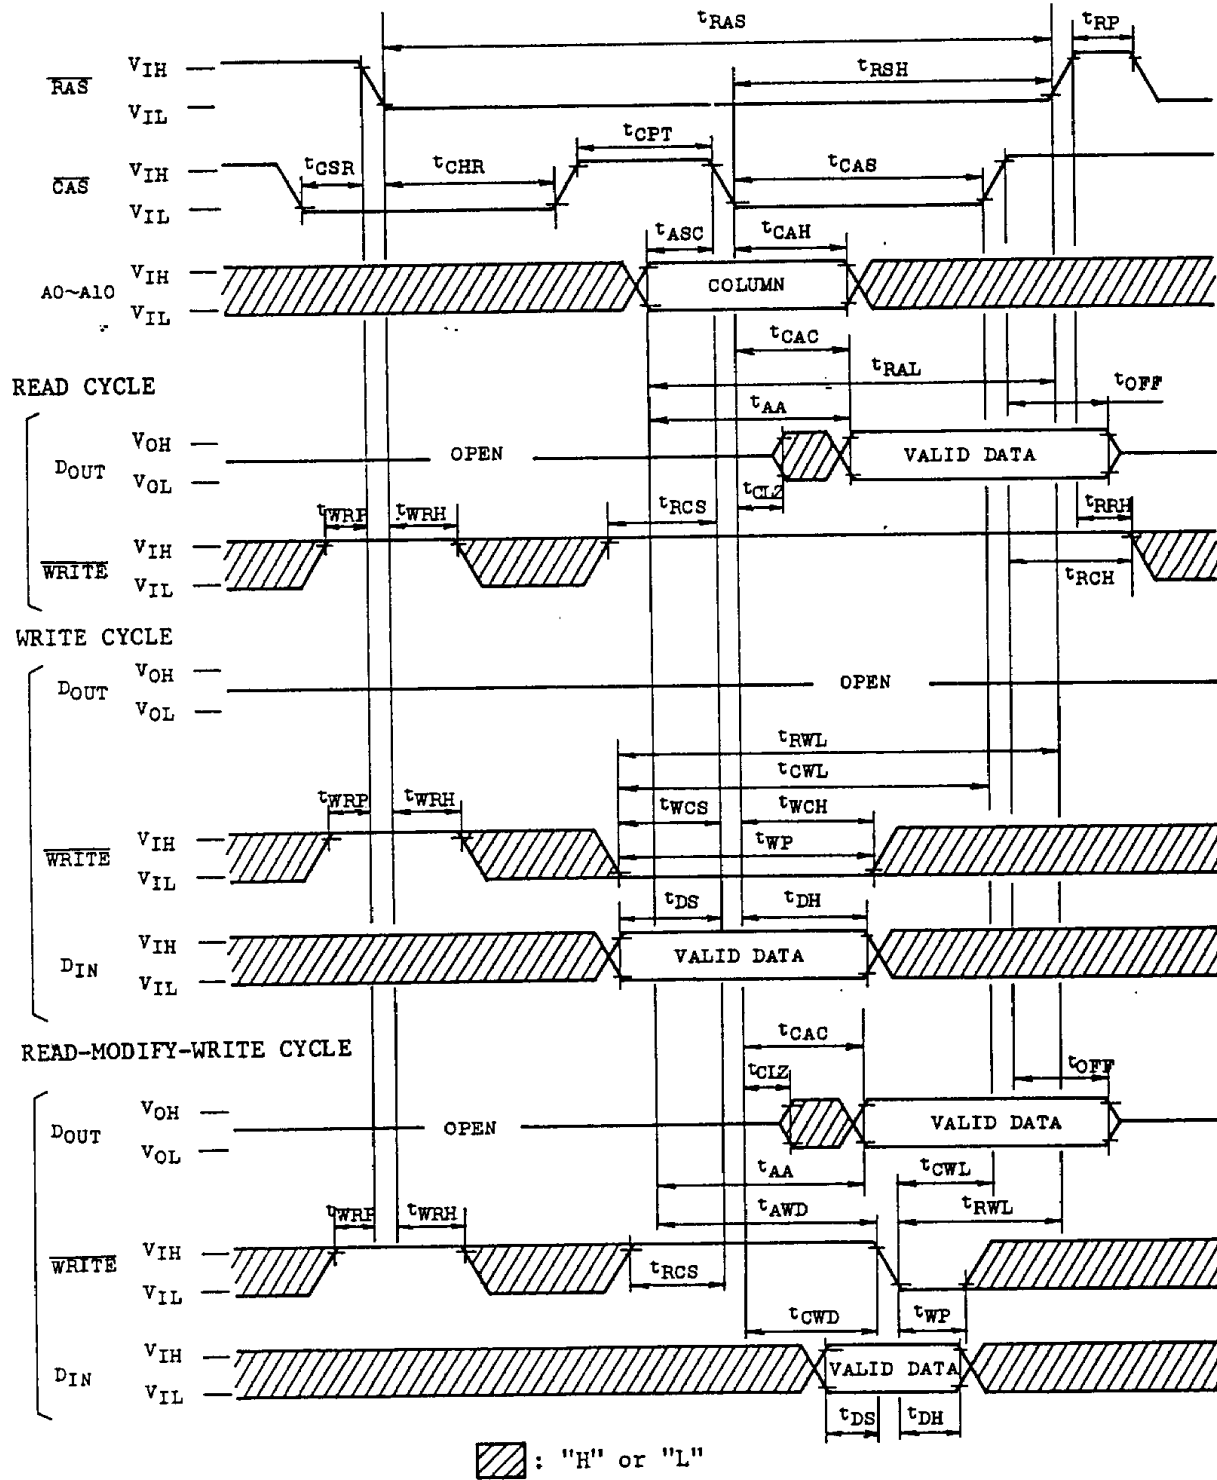 tRAS
tRP
RAS VIH
VIL
tRSH
tCPT
CAS VIH
VIL
tCSR
tCHR
tCAS
tASC
tCAH
A0~A10 VIH
VIL
COLUMN
tCAC
tRAL
READ CYCLE
tOFF
tAA
DOUT VOH
VOL
OPEN
VALID DATA
tCLZ
tWRP
tWRH
tRCS
tRRH
WRITE VIH
VIL
tRCH
WRITE CYCLE
DOUT VOH
VOL
OPEN
tRWL
tCWL
tWRP
tWRH
tWCS
tWCH
WRITE VIH
VIL
tWP
tDS
tDH
DIN VIH
VIL
VALID DATA
tCAC
READ-MODIFY-WRITE CYCLE
tCLZ
tOFF
DOUT VOH
VOL
OPEN
VALID DATA
tAA
tCWL
tWRP
tWRH
tAWD
tRWL
WRITE VIH
VIL
tRCS
tCWD
tWP
DIN VIH
VIL
VALID DATA
tDS
tDH
: "H" or "L"